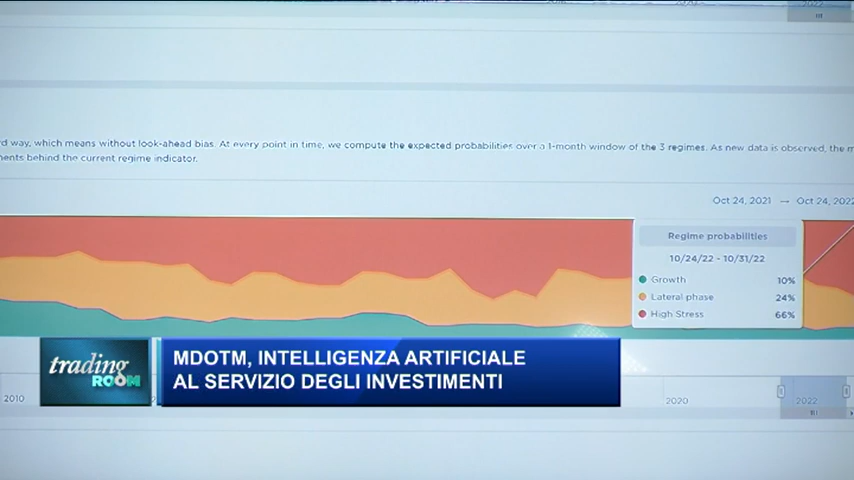 2022
rd way, which means without look-ahead bias. At every point in time, we compute the expected probabilities over a 1-month window of the 3 regimes. As new data is observed, the m
nents behind the current regime indicator.
Oct 24, 2021 → Oct 24, 2022
Regime probabilities
10/24/22 - 10/31/22
Growth 10%
Lateral phase 24%
High Stress 66%
trading
ROOM
MDOTM, INTELLIGENZA ARTIFICIALE
AL SERVIZIO DEGLI INVESTIMENTI
2010
2020
2022